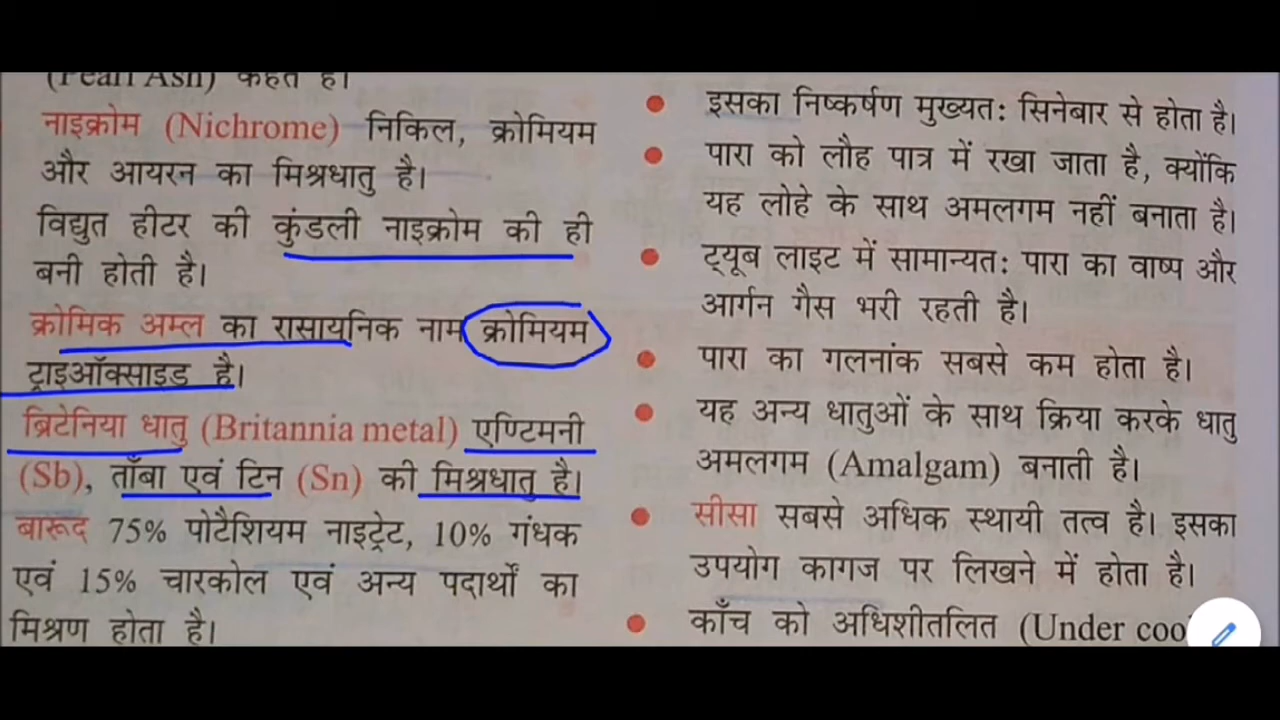 (Pearl Ash) कहते हैं।
नाइक्रोम (Nichrome) निकिल, क्रोमियम
और आयरन का मिश्रधातु है।
विद्युत हीटर की कुंडली नाइक्रोम की ही
बनी होती है।
क्रोमिक अम्ल का रासायनिक नाम क्रोमियम
ट्राइऑक्साइड है।
ब्रिटेनिया धातु (Britannia metal) एण्टिमनी
(Sb), ताँबा एवं टिन (Sn) की मिश्रधातु है।
बारूद 75% पोटैशियम नाइट्रेट, 10% गंधक
एवं 15% चारकोल एवं अन्य पदार्थों का
मिश्रण होता है।
इसका निष्कर्षण मुख्यतः सिनेबार से होता है।
पारा को लौह पात्र में रखा जाता है, क्योंकि
यह लोहे के साथ अमलगम नहीं बनाता है।
ट्यूब लाइट में सामान्यतः पारा का वाष्प और
आर्गन गैस भरी रहती है।
पारा का गलनांक सबसे कम होता है।
यह अन्य धातुओं के साथ क्रिया करके धातु
अमलगम (Amalgam) बनाती है।
सीसा सबसे अधिक स्थायी तत्व है। इसका
उपयोग कागज पर लिखने में होता है।
काँच को अधिशीतलित (Under